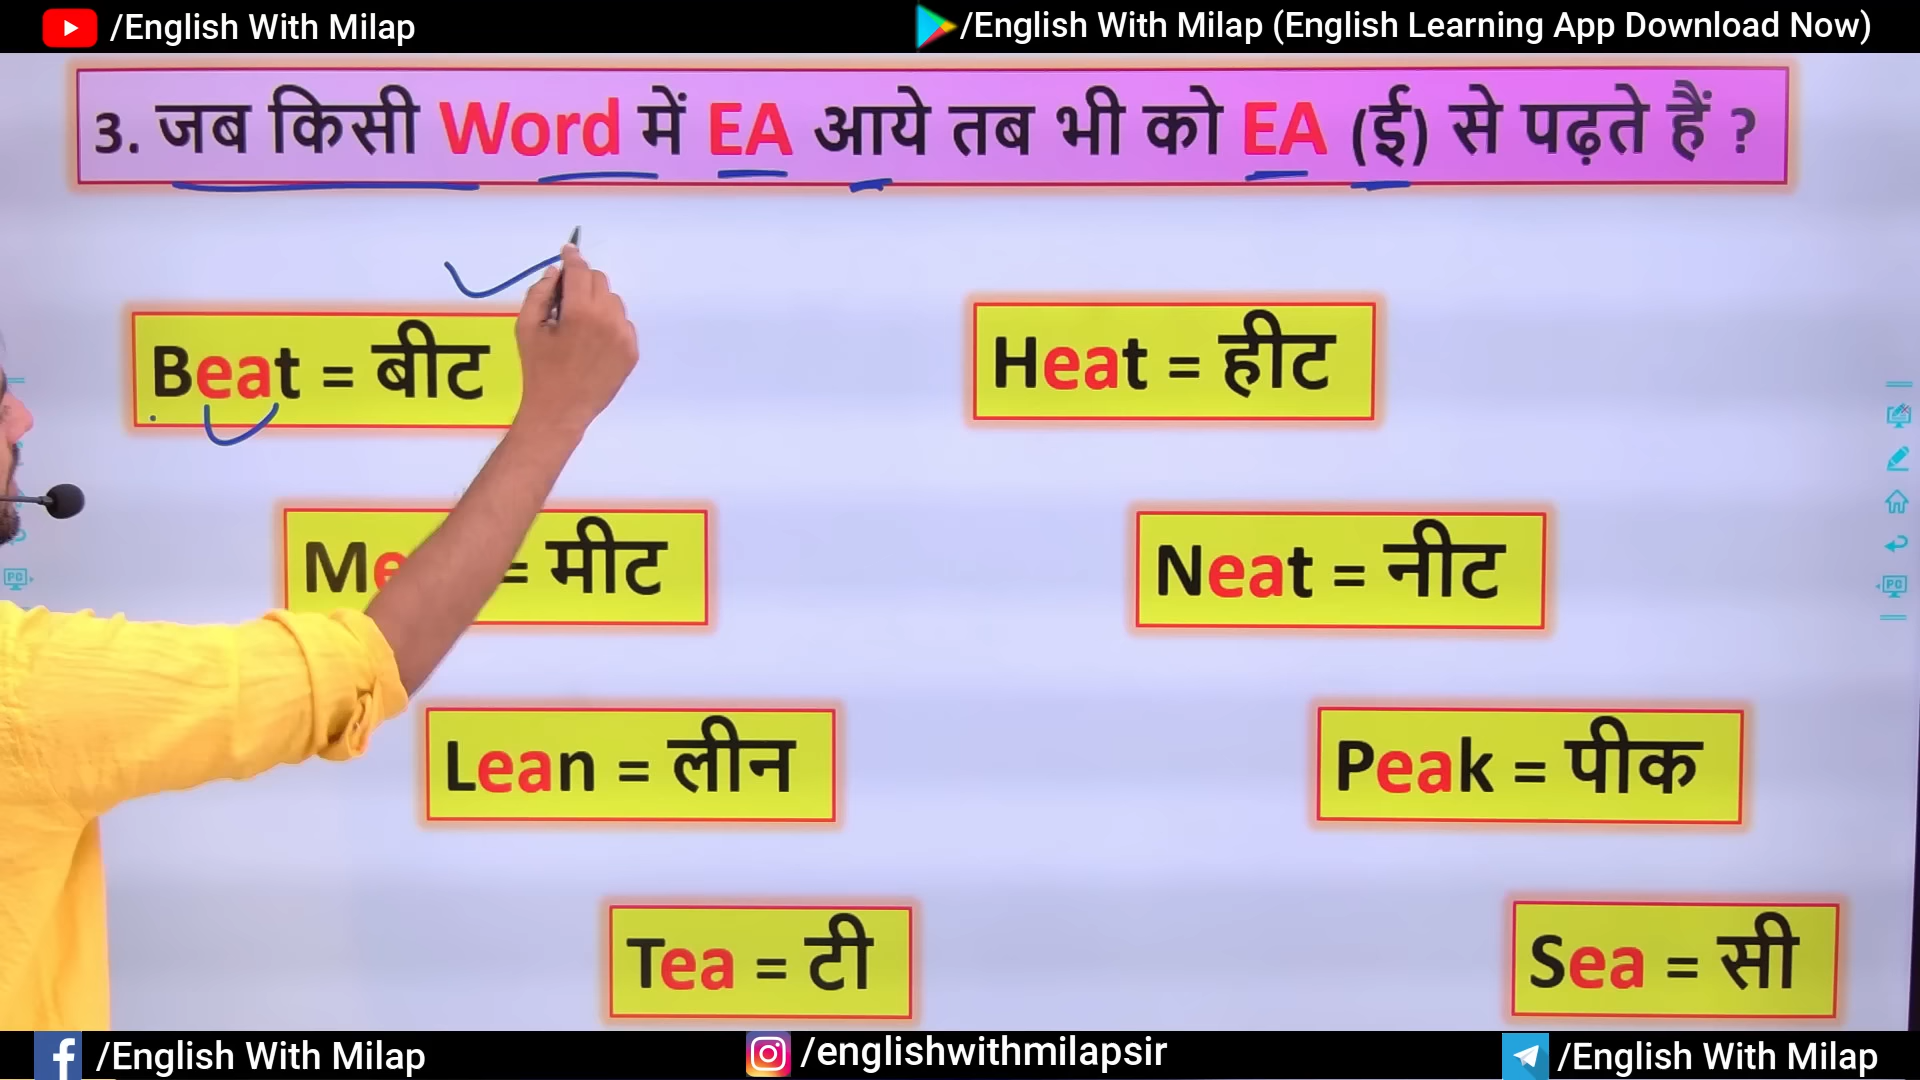 /English With Milap
/English With Milap (English Learning App Download Now)
3. जब किसी Word में EA आये तब भी को EA (ई) से पढ़ते हैं ?
Beat = बीट
Heat = हीट
Me = मीट
Neat = नीट
Lean = लीन
Peak = पीक
Tea = टी
Sea = सी
/English With Milap
/englishwithmilapsir
/English With Milap